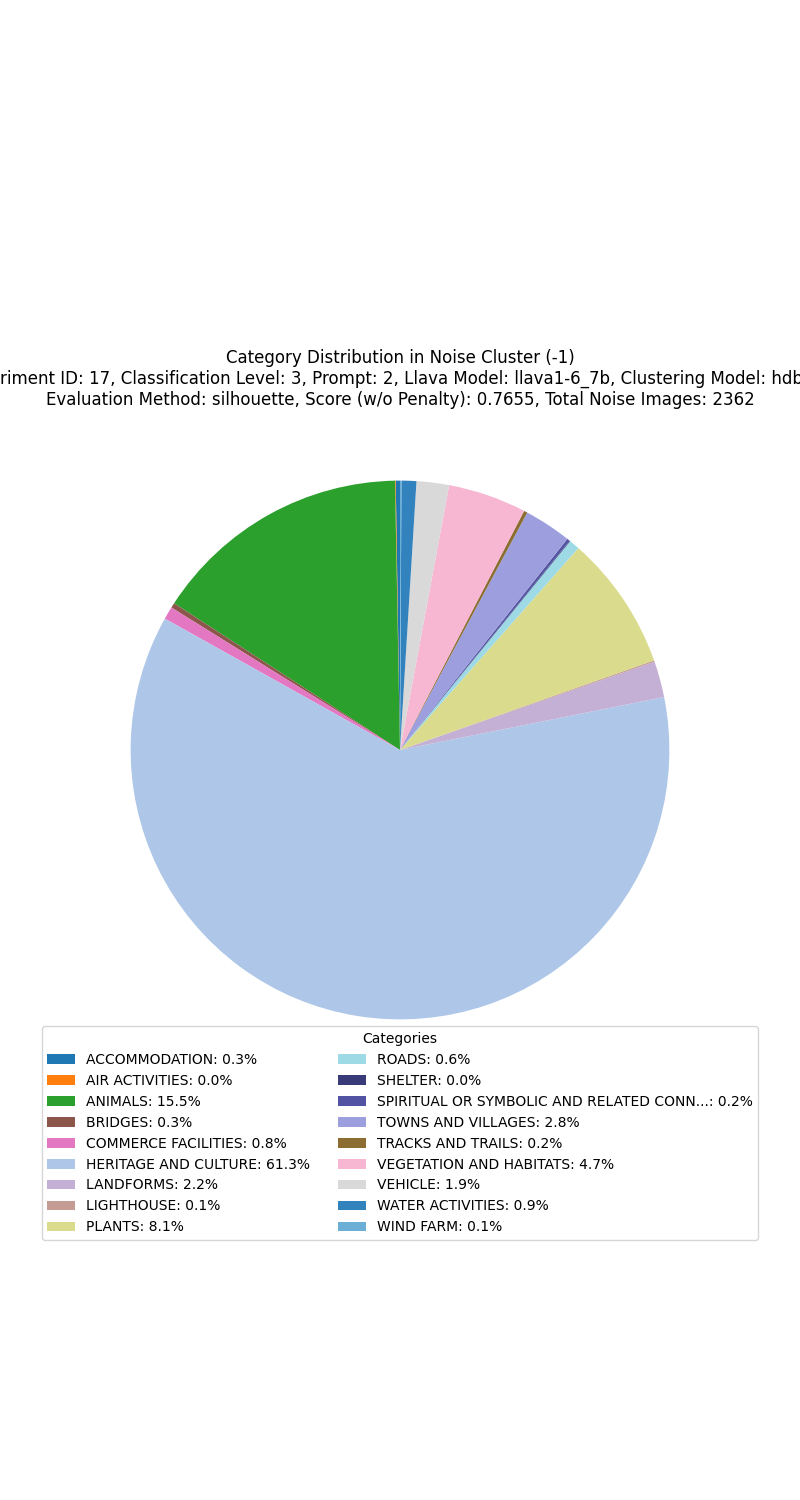 Category Distribution in Noise Cluster (-1)
riment ID: 17, Classification Level: 3, Prompt: 2, Llava Model: llava1-6_7b, Clustering Model: hdb
Evaluation Method: silhouette, Score (w/o Penalty): 0.7655, Total Noise Images: 2362
Categories
ACCOMMODATION: 0.3%
AIR ACTIVITIES: 0.0%
ANIMALS: 15.5%
BRIDGES: 0.3%
COMMERCE FACILITIES: 0.8%
HERITAGE AND CULTURE: 61.3%
LANDFORMS: 2.2%
LIGHTHOUSE: 0.1%
PLANTS: 8.1%
ROADS: 0.6%
SHELTER: 0.0%
SPIRITUAL OR SYMBOLIC AND RELATED CONN...: 0.2%
TOWNS AND VILLAGES: 2.8%
TRACKS AND TRAILS: 0.2%
VEGETATION AND HABITATS: 4.7%
VEHICLE: 1.9%
WATER ACTIVITIES: 0.9%
WIND FARM: 0.1%